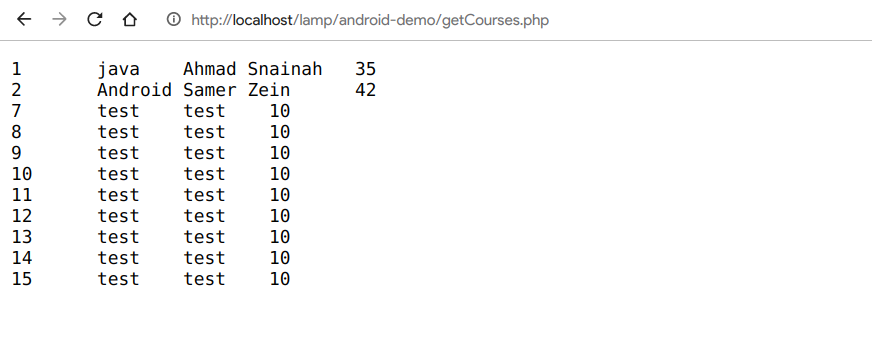 http://localhost/lamp/android-demo/getCourses.php
1 java Ahmad Snainah 35
2 Android Samer Zein 42
7 test test 10
8 test test 10
9 test test 10
10 test test 10
11 test test 10
12 test test 10
13 test test 10
14 test test 10
15 test test 10